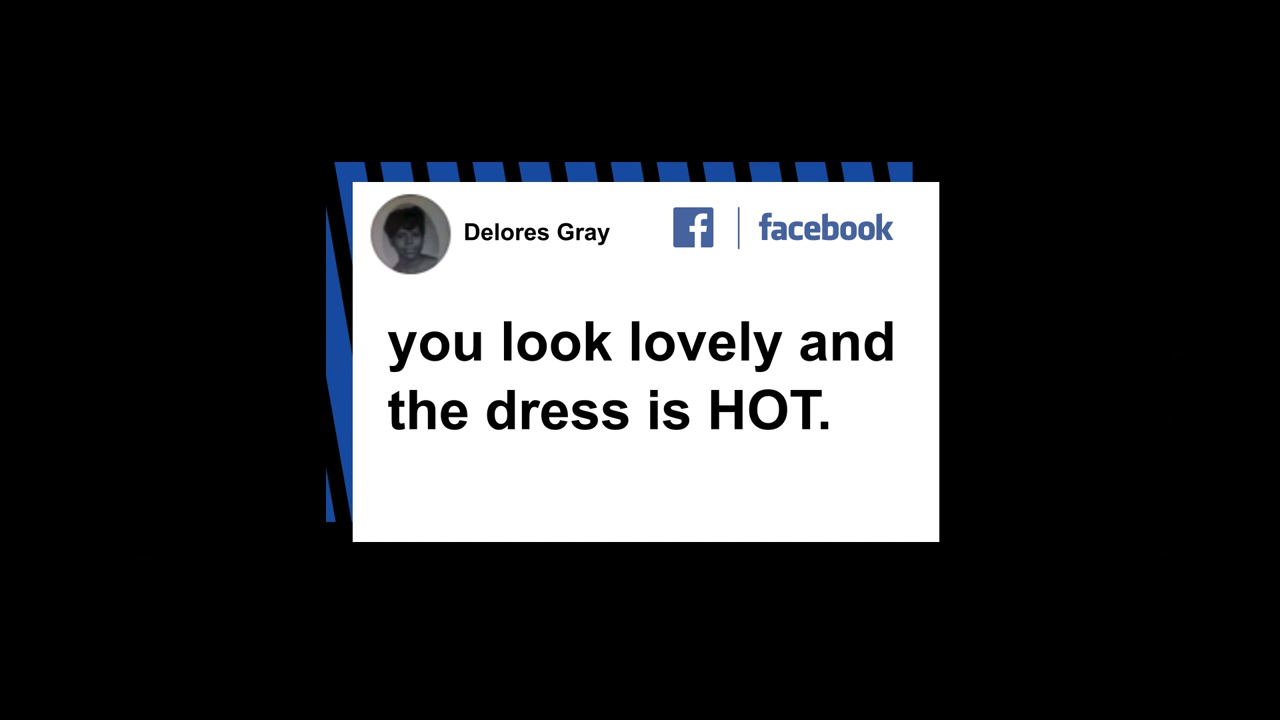 Delores Gray
f | facebook
you look lovely and
the dress is HOT.